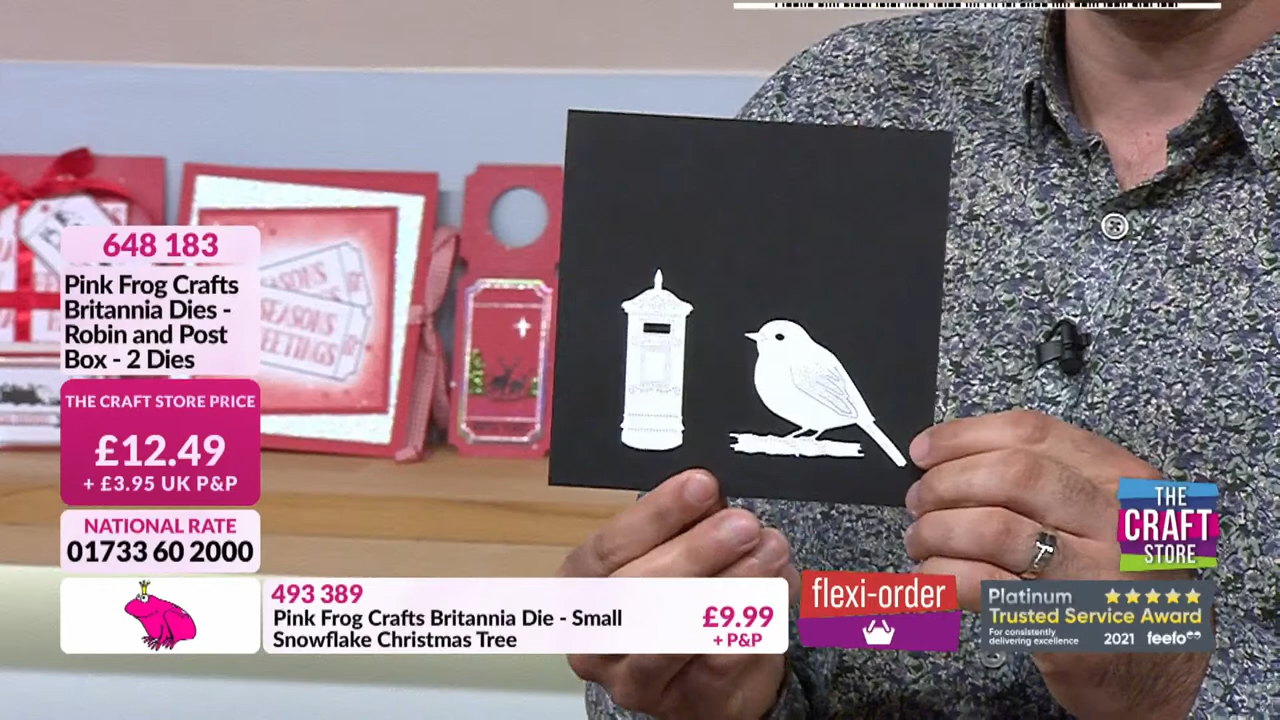 648 183
Pink Frog Crafts
Britannia Dies -
Robin and Post
Box - 2 Dies
THE CRAFT STORE PRICE
£12.49
+ £3.95 UK P&P
NATIONAL RATE
01733 60 2000
493 389
Pink Frog Crafts Britannia Die - Small
Snowflake Christmas Tree
£9.99
+ P&P
flexi-order
THE
CRAFT
STORE
Platinum
Trusted Service Award
For consistently
delivering excellence
2021 feefo
SEASONS
SEASONS
GREETINGS